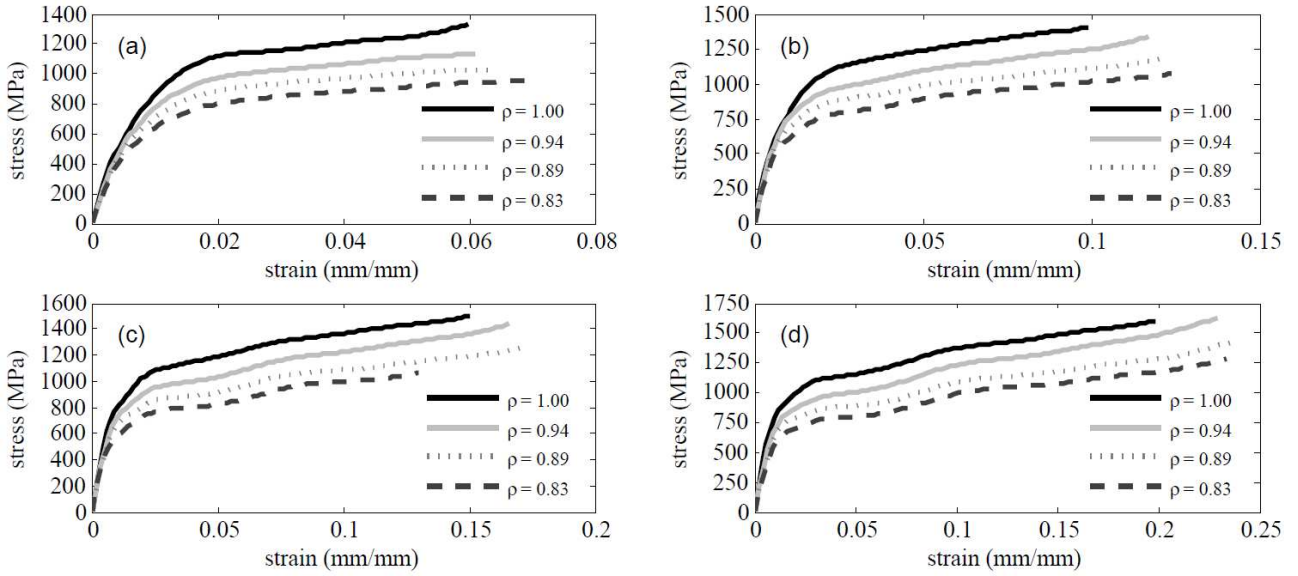 (a)
stress (MPa)
1400
1400
1200
1000
800
600
400
200
0
0
0.02
0.04
0.06
0.08
strain (mm/mm)
ρ = 1.00
ρ = 0.94
ρ = 0.89
ρ = 0.83
(b)
stress (MPa)
1500
1250
1000
750
500
250
0
0
0.05
0.1
0.15
strain (mm/mm)
ρ = 1.00
ρ = 0.94
ρ = 0.89
ρ = 0.83
(c)
stress (MPa)
1600
1400
1200
1000
800
600
400
200
0
0
0.05
0.1
0.15
0.2
strain (mm/mm)
ρ = 1.00
ρ = 0.94
ρ = 0.89
ρ = 0.83
(d)
stress (MPa)
1750
1500
1250
1000
750
500
250
0
0
0.05
0.1
0.15
0.2
0.25
strain (mm/mm)
ρ = 1.00
ρ = 0.94
ρ = 0.89
ρ = 0.83